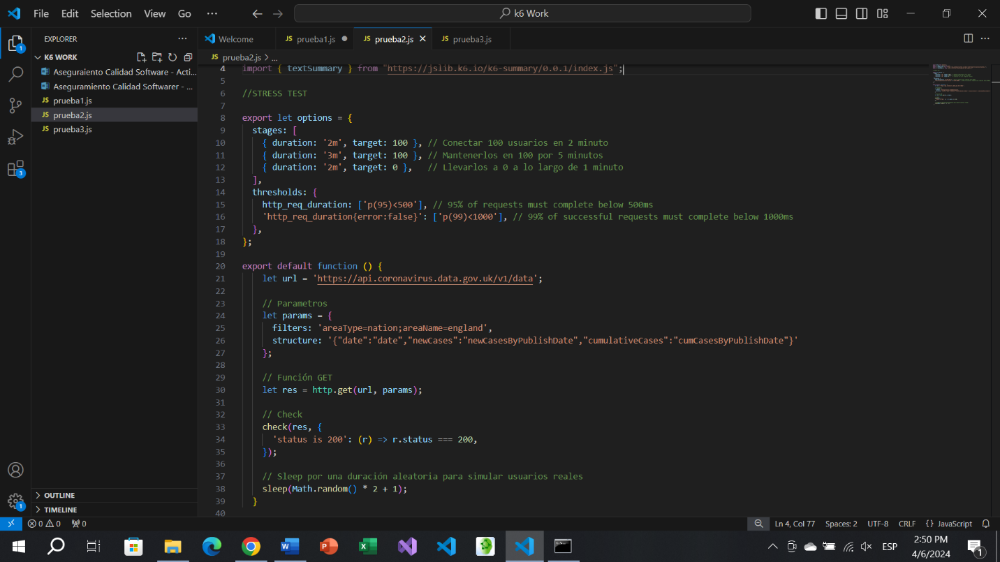 File Edit Selection View Go ··· k6 Work
EXPLORER ···
Welcome
JS prueba1.js
JS prueba2.js
JS prueba3.js
K6 WORK
JS prueba2.js > ...
Aseguraiento Calidad Software - Acti...
Aseguramiento Calidad Softwarer - ...
JS prueba1.js
JS prueba2.js
JS prueba3.js
4 import { textSummary } from "https://jslib.k6.io/k6-summary/0.0.1/index.js";
5
6 //STRESS TEST
7
8 export let options = {
9 stages: [
10 { duration: '2m', target: 100 }, // Conectar 100 usuarios en 2 minuto
11 { duration: '3m', target: 100 }, // Mantenerlos en 100 por 5 minutos
12 { duration: '2m', target: 0 }, // Llevarlos a 0 a lo largo de 1 minuto
13 ],
14 thresholds: {
15 http_req_duration: ['p(95)<500'], // 95% of requests must complete below 500ms
16 'http_req_duration{error:false}': ['p(99)<1000'], // 99% of successful requests must complete below 1000ms
17 },
18 };
19
20 export default function () {
21 let url = 'https://api.coronavirus.data.gov.uk/v1/data';
22
23 // Parametros
24 let params = {
25 filters: 'areaType=nation;areaName=england',
26 structure: '{"date":"date","newCases":"newCasesByPublishDate","cumulativeCases":"cumCasesByPublishDate"}'
27 };
28
29 // Función GET
30 let res = http.get(url, params);
31
32 // Check
33 check(res, {
34 'status is 200': (r) => r.status === 200,
35 });
36
37 // Sleep por una duración aleatoria para simular usuarios reales
38 sleep(Math.random() * 2 + 1);
39 }
40
1
3
1
OUTLINE
TIMELINE
0 0 0 Ln 4, Col 77 Spaces: 2 UTF-8 CRLF {} JavaScript
ESP
2:50 PM
4/6/2024
1